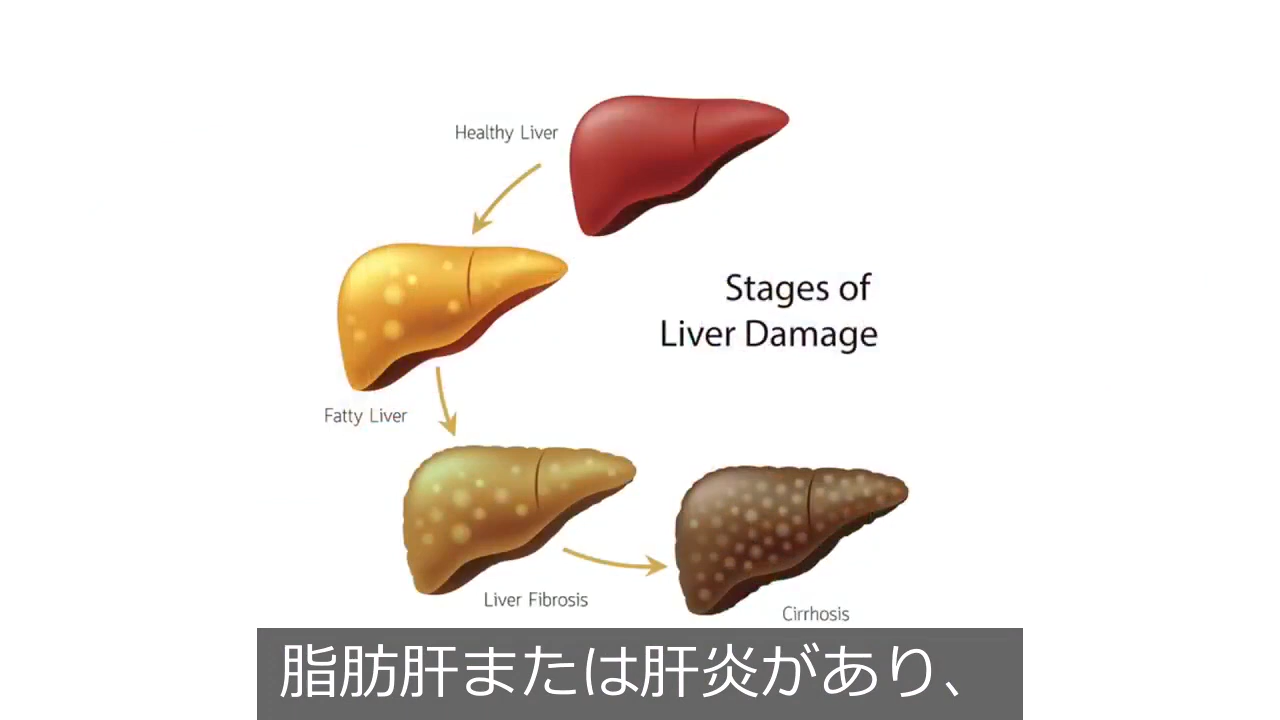 Healthy Liver
Stages of
Liver Damage
Fatty Liver
Liver Fibrosis
Cirrhosis
脂肪肝または肝炎があり、